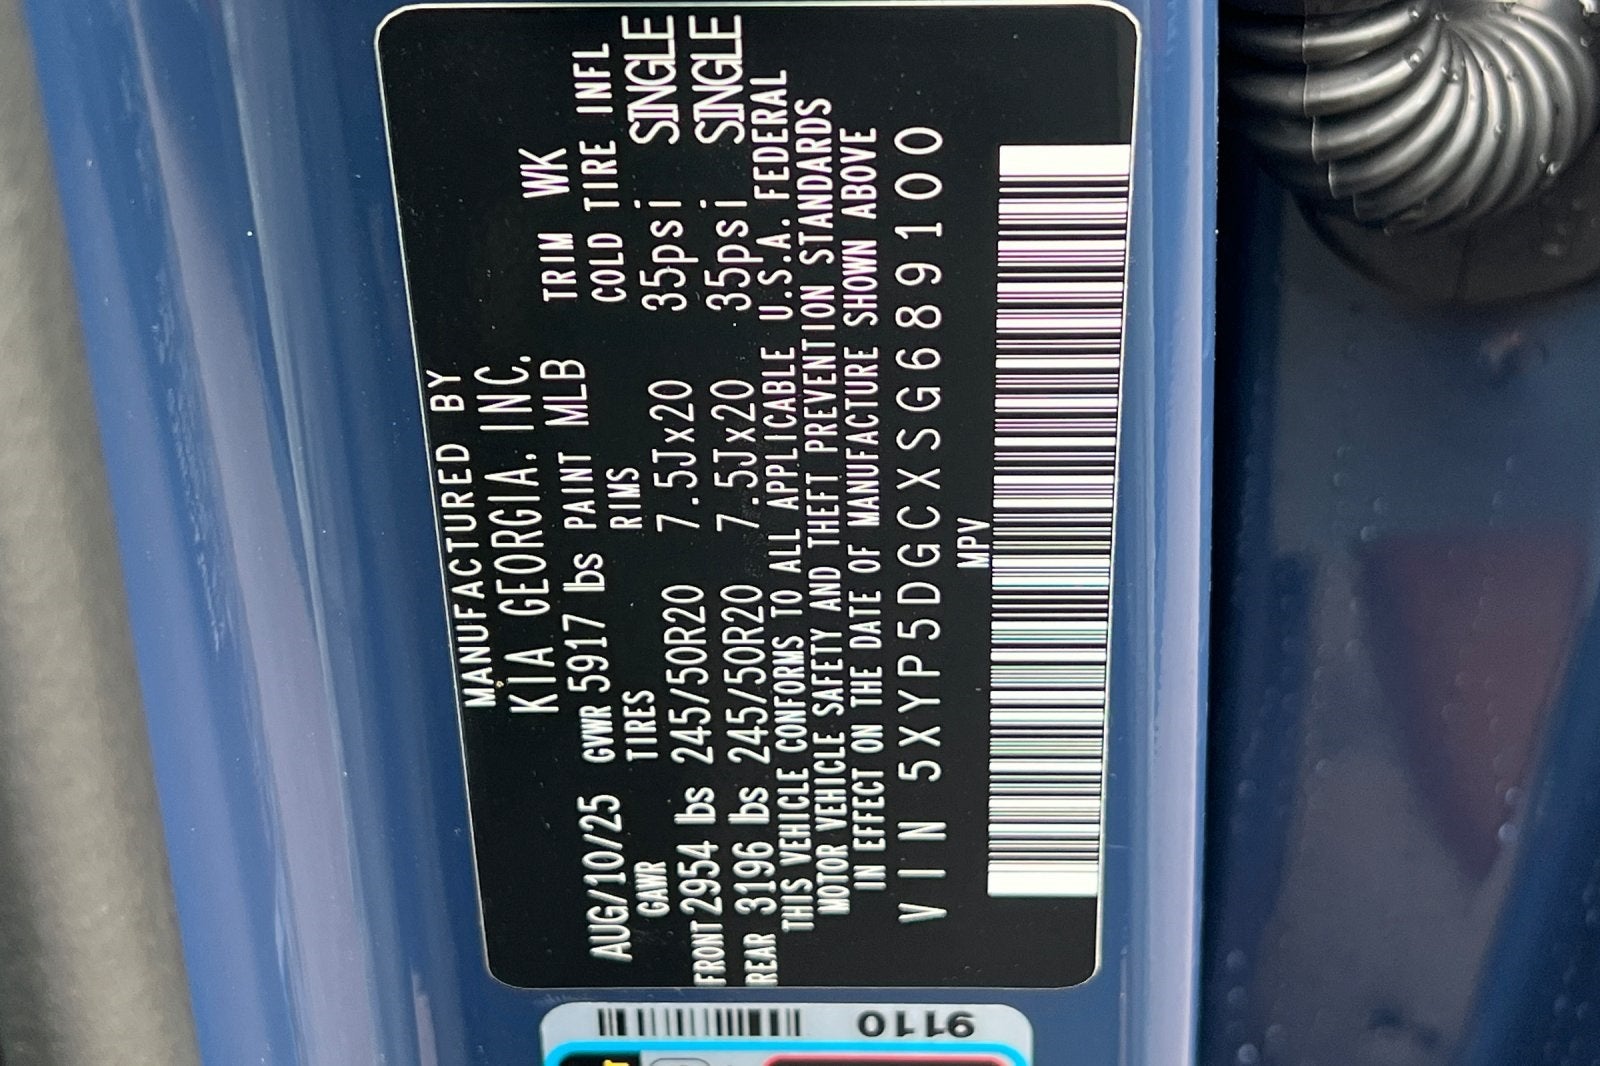 MANUFACTURED BY
KIA GEORGIA, INC.
AUG/10/25 GVWR 5917 lbs PAINT MLB TRIM WK
GAWR TIRES RIMS COLD TIRE INFL
FRONT 2954 lbs 245/50R20 7.5Jx20 35psi SINGLE
REAR 3196 lbs 245/50R20 7.5Jx20 35psi SINGLE
THIS VEHICLE CONFORMS TO ALL APPLICABLE U.S.A. FEDERAL
MOTOR VEHICLE SAFETY AND THEFT PREVENTION STANDARDS
IN EFFECT ON THE DATE OF MANUFACTURE SHOWN ABOVE
VIN 5XYP5DGCXSG689100
MPV
9110